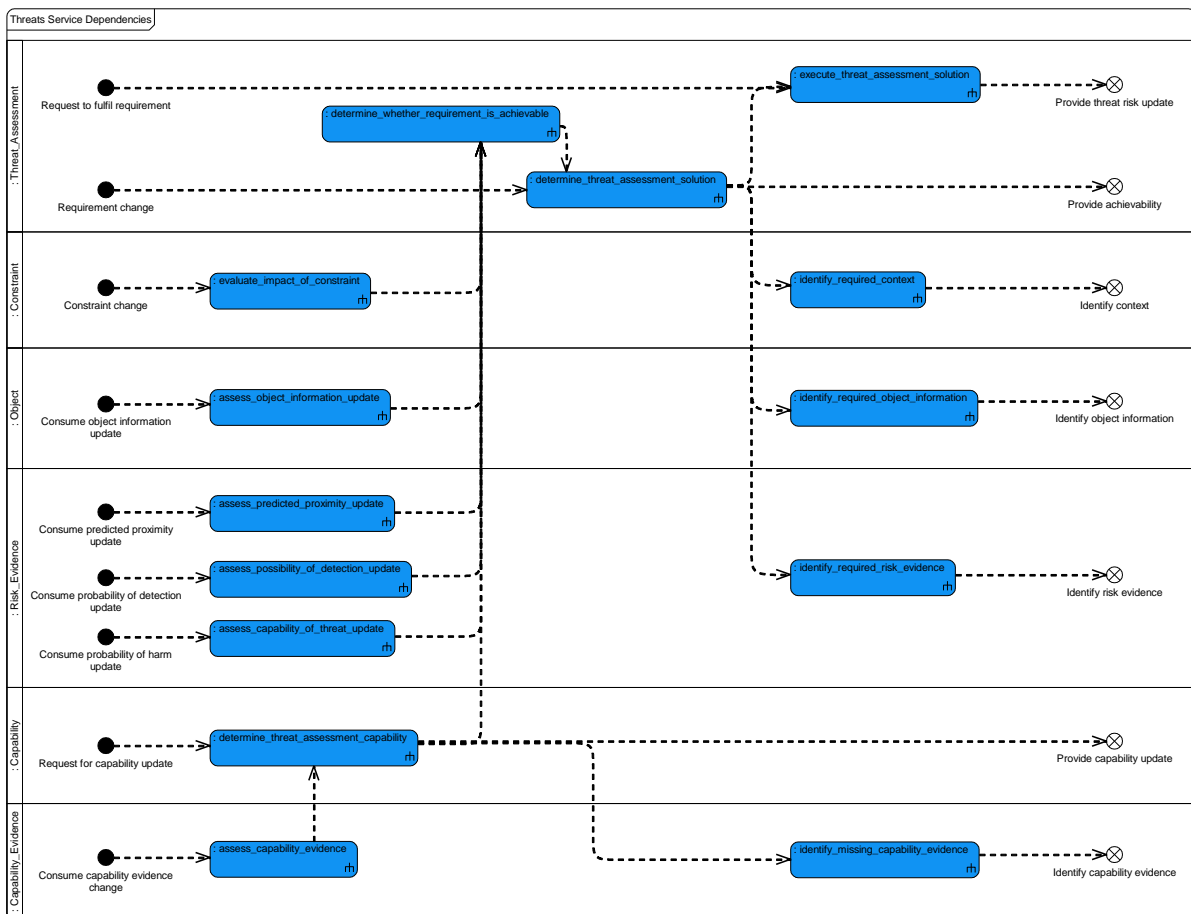 Threats Service Dependencies
: Threat_Assessment
Request to fulfil requirement
: execute_threat_assessment_solution
Provide threat risk update
: determine_whether_requirement_is_achievable
Requirement change
: determine_threat_assessment_solution
Provide achievability
: Constraint
Constraint change
: evaluate_impact_of_constraint
: identify_required_context
Identify context
: Object
Consume object information
update
: assess_object_information_update
: identify_required_object_information
Identify object information
: Risk_Evidence
Consume predicted proximity
update
: assess_predicted_proximity_update
Consume probability of detection
update
: assess_possibility_of_detection_update
: identify_required_risk_evidence
Identify risk evidence
Consume probability of harm
update
: assess_capability_of_threat_update
: Capability
Request for capability update
: determine_threat_assessment_capability
Provide capability update
: Capability_Evidence
Consume capability evidence
change
: assess_capability_evidence
: identify_missing_capability_evidence
Identify capability evidence